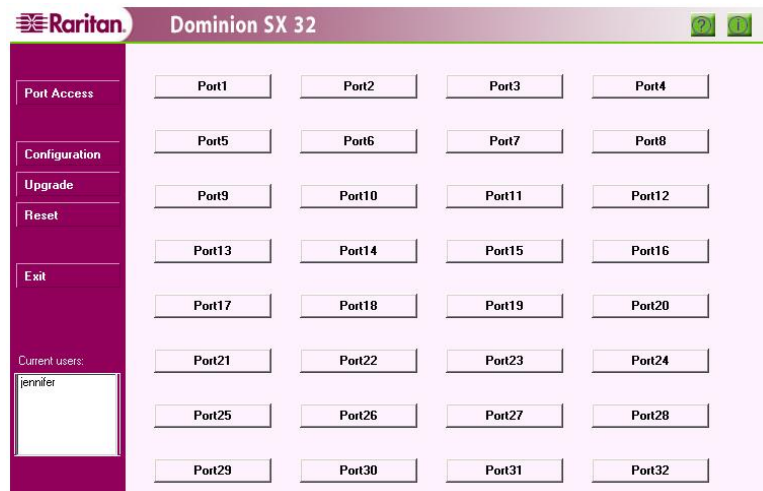 Raritan.
Dominion SX 32
?
i
Port Access
Configuration
Upgrade
Reset
Exit
Current users:
jennifer
Port1 Port2 Port3 Port4
Port5 Port6 Port7 Port8
Port9 Port10 Port11 Port12
Port13 Port14 Port15 Port16
Port17 Port18 Port19 Port20
Port21 Port22 Port23 Port24
Port25 Port26 Port27 Port28
Port29 Port30 Port31 Port32